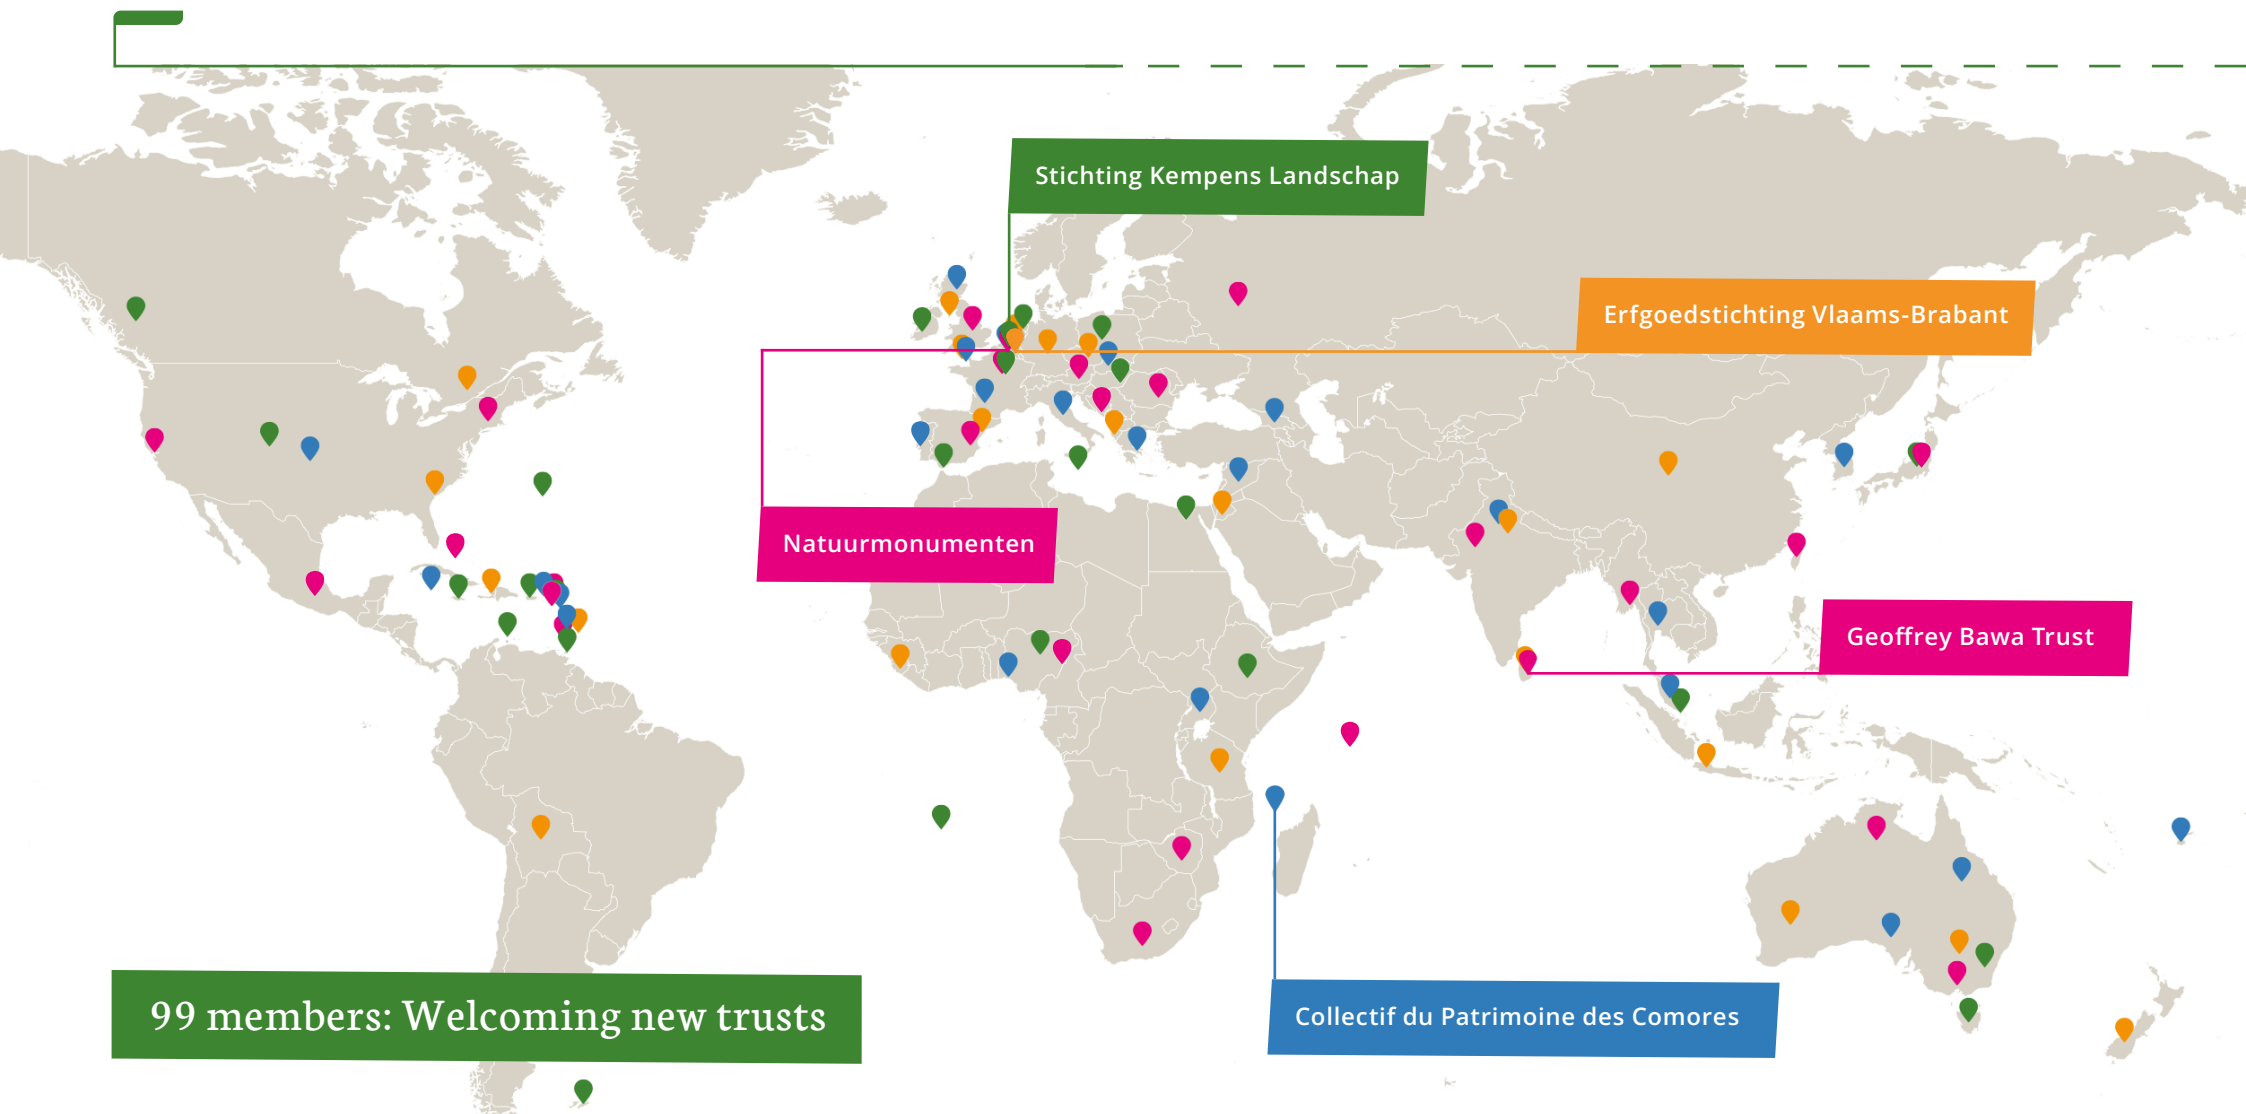 Stichting Kempens Landschap
Erfgoedstichting Vlaams-Brabant
Natuurmonumenten
Geoffrey Bawa Trust
99 members: Welcoming new trusts
Collectif du Patrimoine des Comores